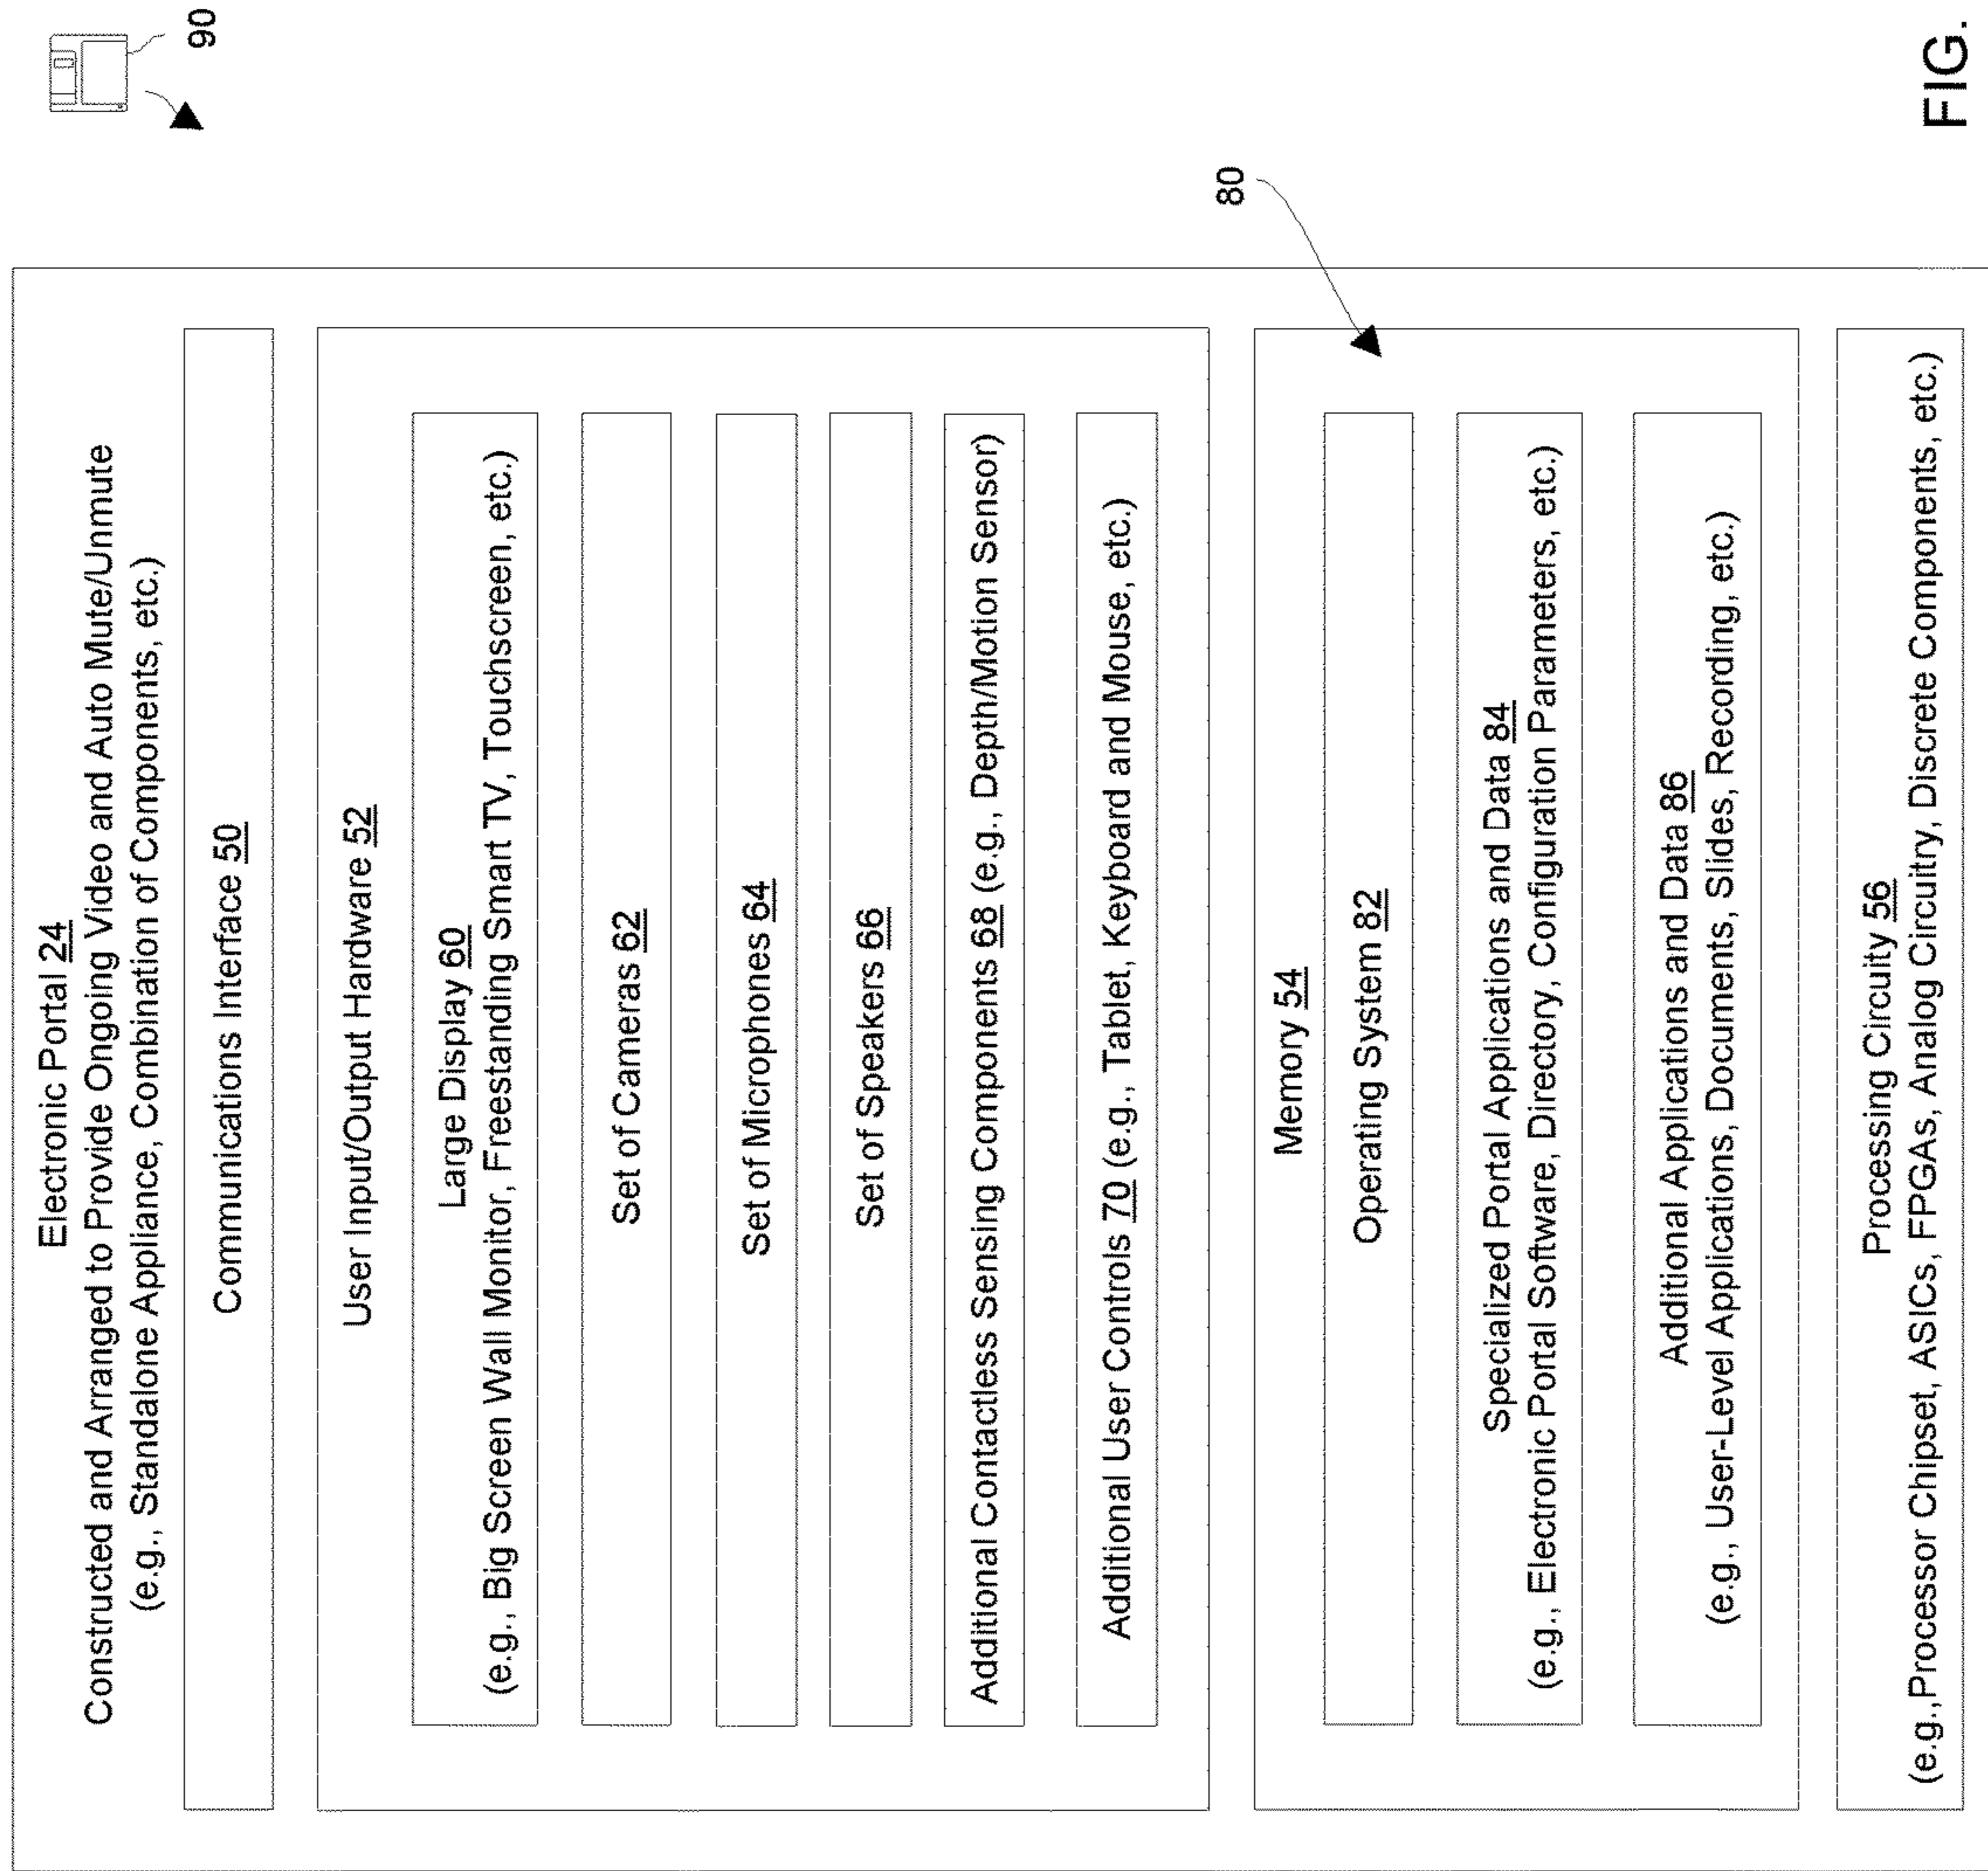 Electronic Portal 24
Constructed and Arranged to Provide Ongoing Video and Auto Mute/Unmute
(e.g., Standalone Appliance, Combination of Components, etc.)
Communications Interface 50
User Input/Output Hardware 52
Large Display 60
(e.g., Big Screen Wall Monitor, Freestanding Smart TV, Touchscreen, etc.)
Set of Cameras 62
Set of Microphones 64
Set of Speakers 66
Additional Contactless Sensing Components 68 (e.g., Depth/Motion Sensor)
Additional User Controls 70 (e.g., Tablet, Keyboard and Mouse, etc.)
Memory 54
Operating System 82
Specialized Portal Applications and Data 84
(e.g., Electronic Portal Software, Directory, Configuration Parameters, etc.)
Additional Applications and Data 86
(e.g., User-Level Applications, Documents, Slides, Recording, etc.)
Processing Circuity 56
(e.g.,Processor Chipset, ASICs, FPGAs, Analog Circuitry, Discrete Components, etc.)
90
80
FIG.